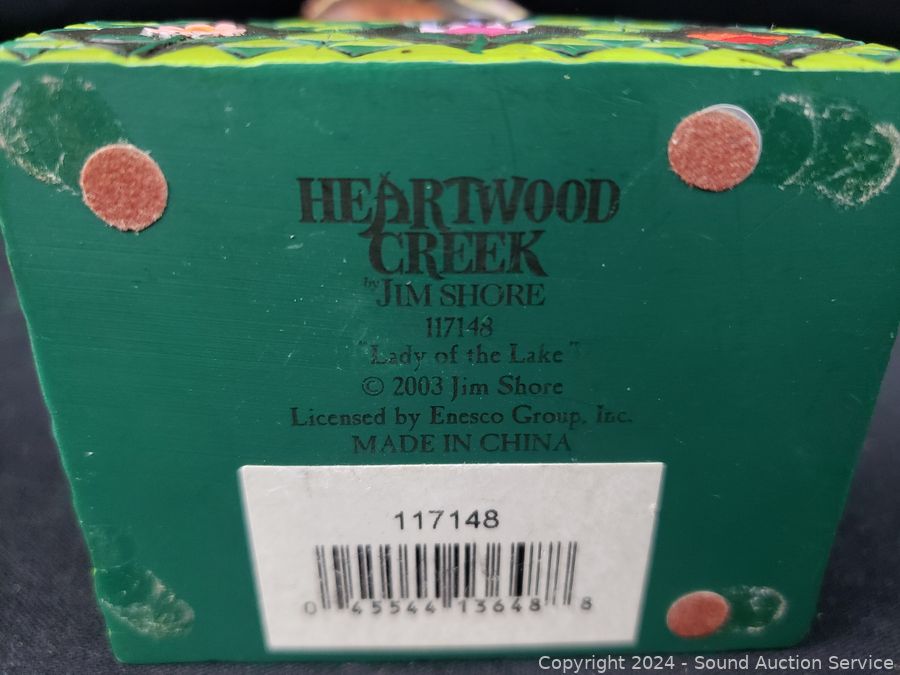 HEARTWOOD
CREEK
by JIM SHORE
117148
"Lady of the Lake"
© 2003 Jim Shore
Licensed by Enesco Group, Inc.
MADE IN CHINA
117148
0 45544 13648 8
Copyright 2024 - Sound Auction Service